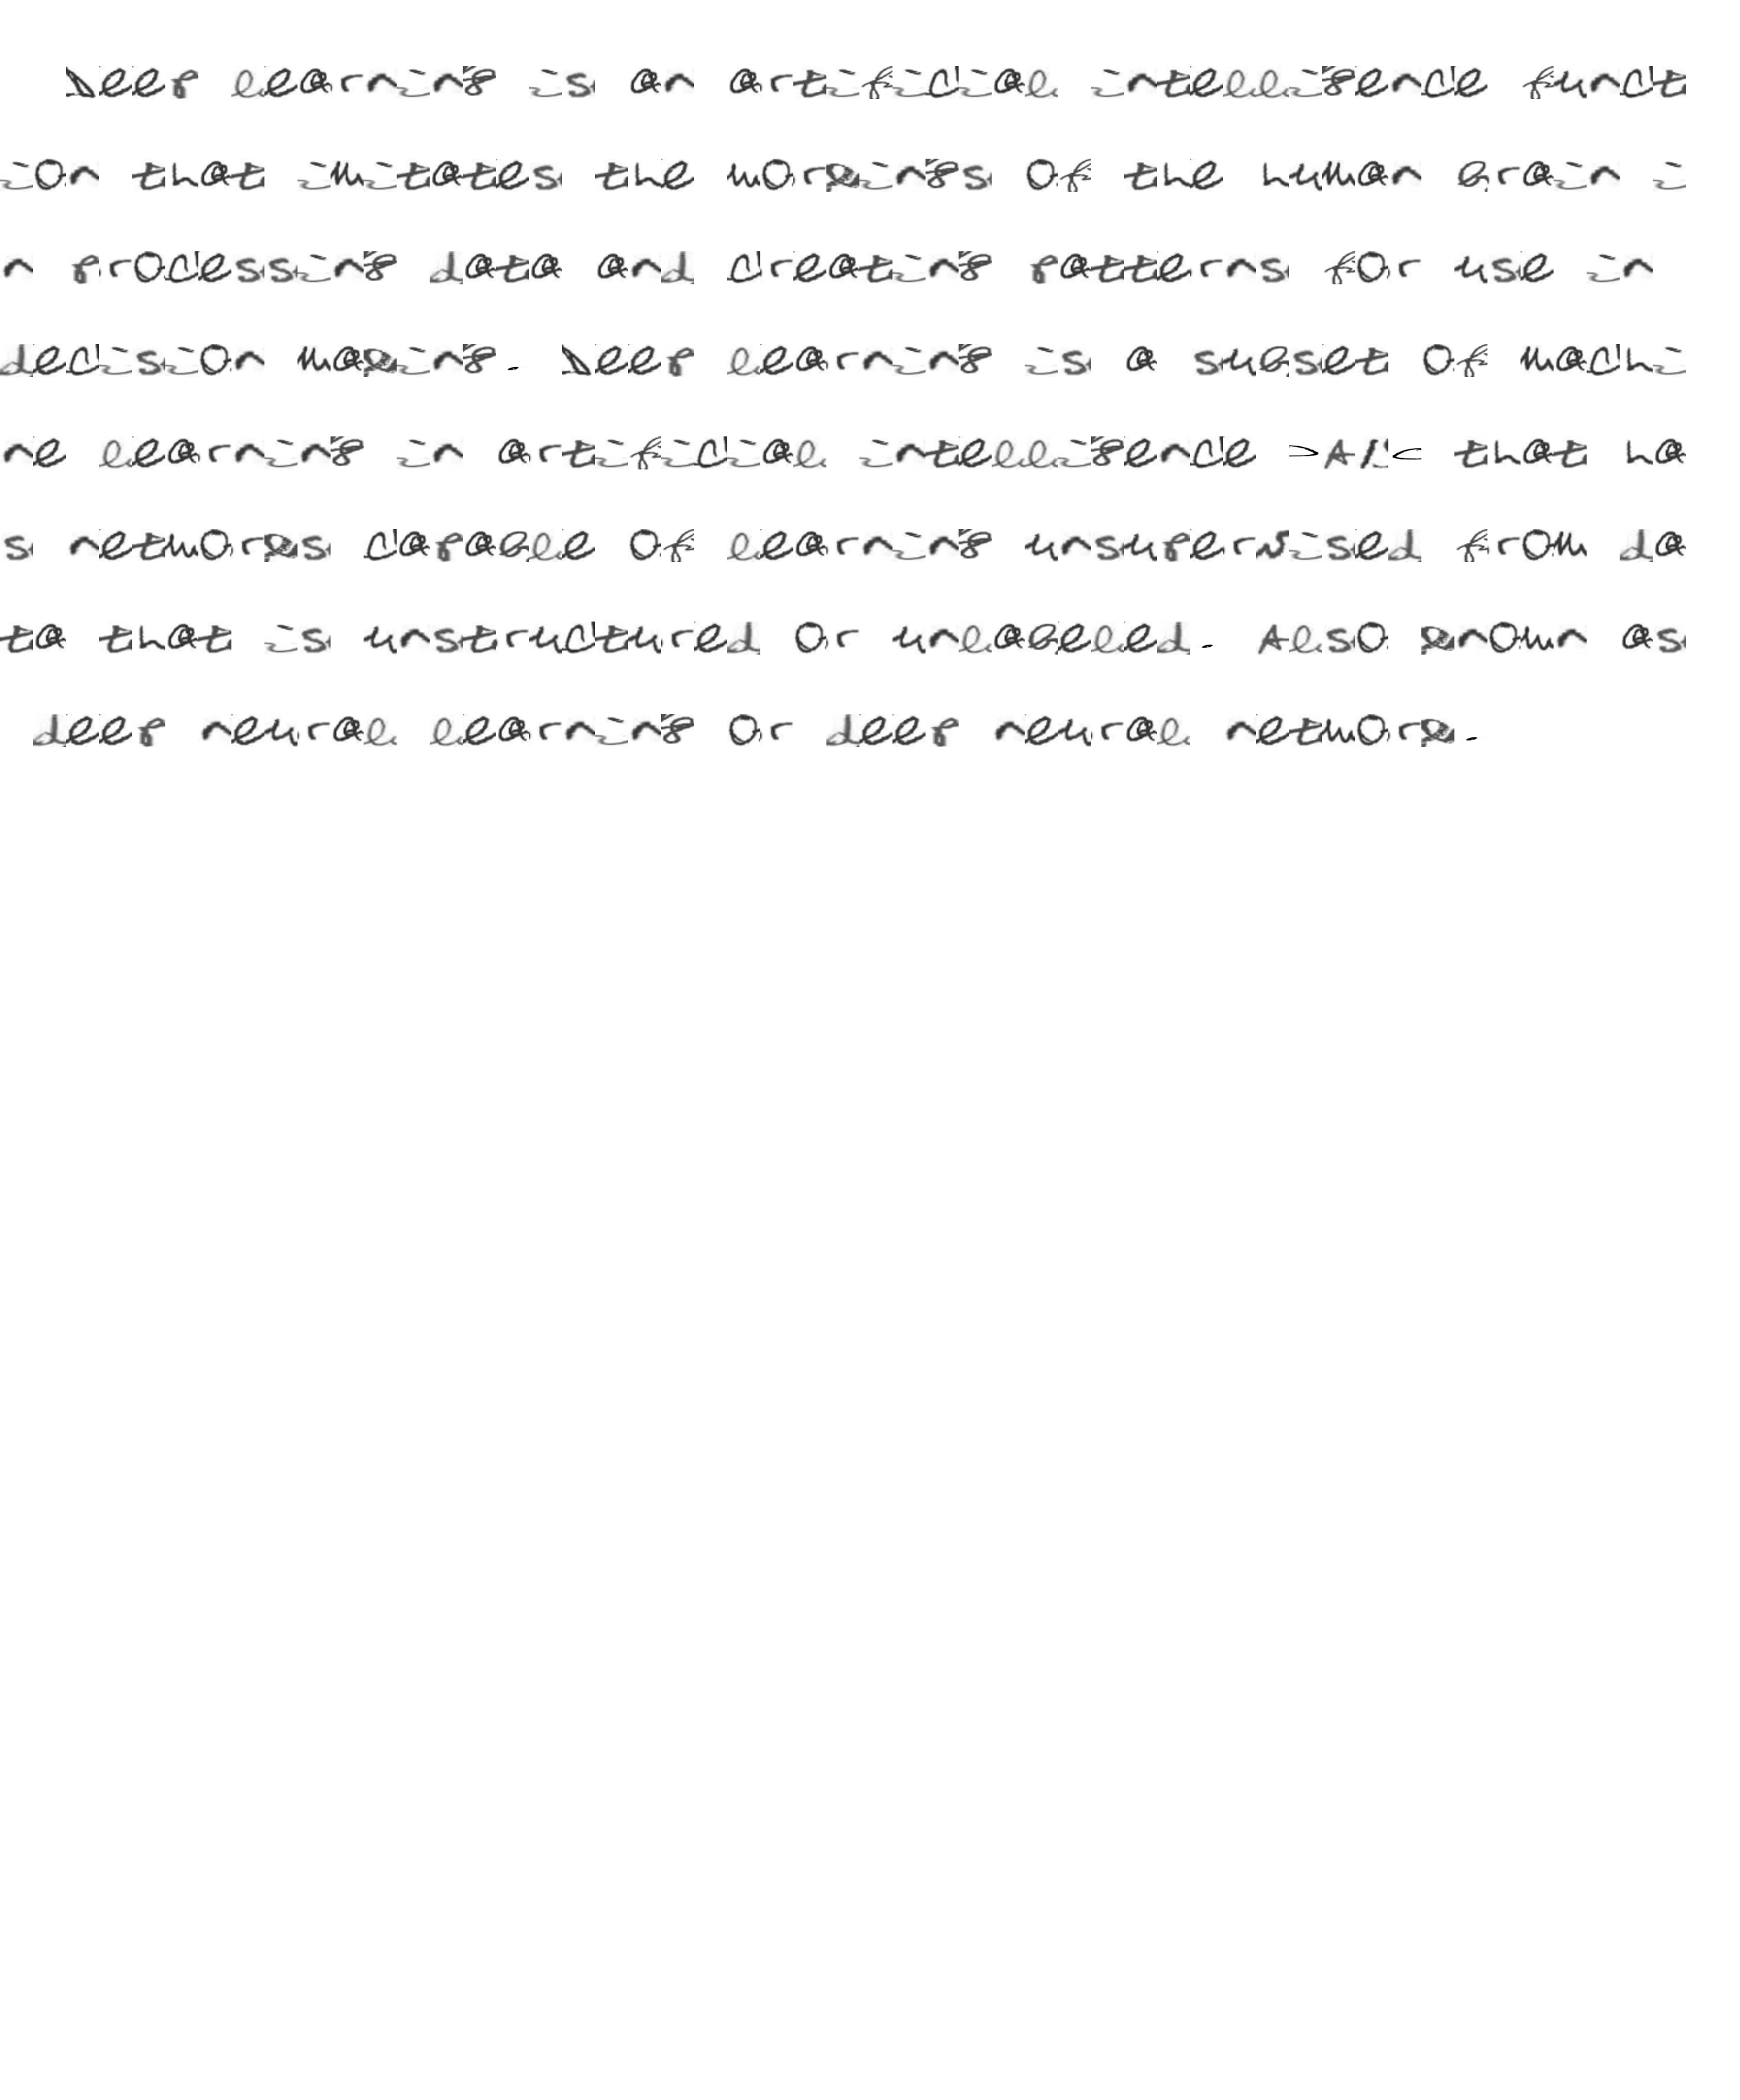 Deep learning is an artificial intelligence funct
ion that imitates the workings of the human brain i
n processing data and creating patterns for use in
decision making. Deep learning is a subset of machi
ne learning in artificial intelligence (AI) that ha
s networks capable of learning unsupervised from da
ta that is unstructured or unlabeled. Also known as
deep neural learning or deep neural network.